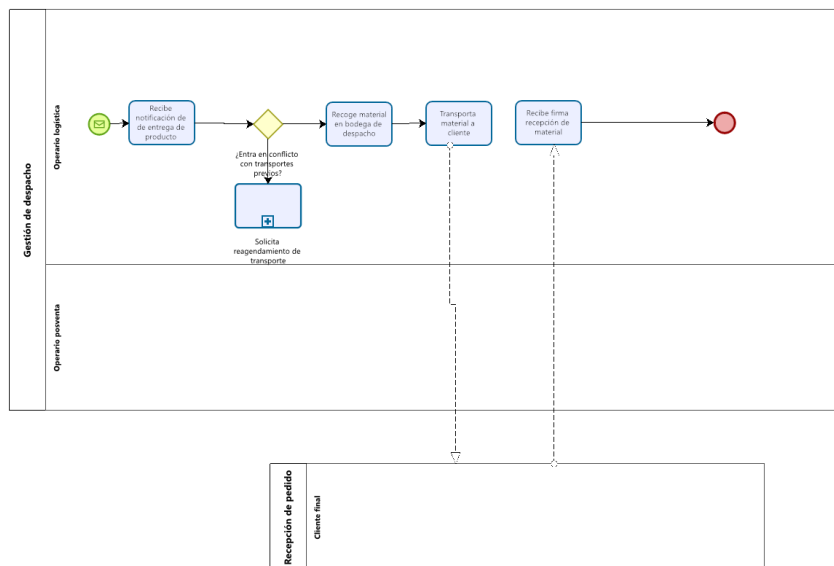 Gestión de despacho
Operario logística
Recibe
notificación de
de entrega de
producto
¿Entra en conflicto
con transportes
previos?
Solicita
reagendamiento de
transporte
Recoge material
en bodega de
despacho
Transporta
material a
cliente
Recibe firma
recepción de
material
Operario posventa
Recepción de pedido
Cliente final